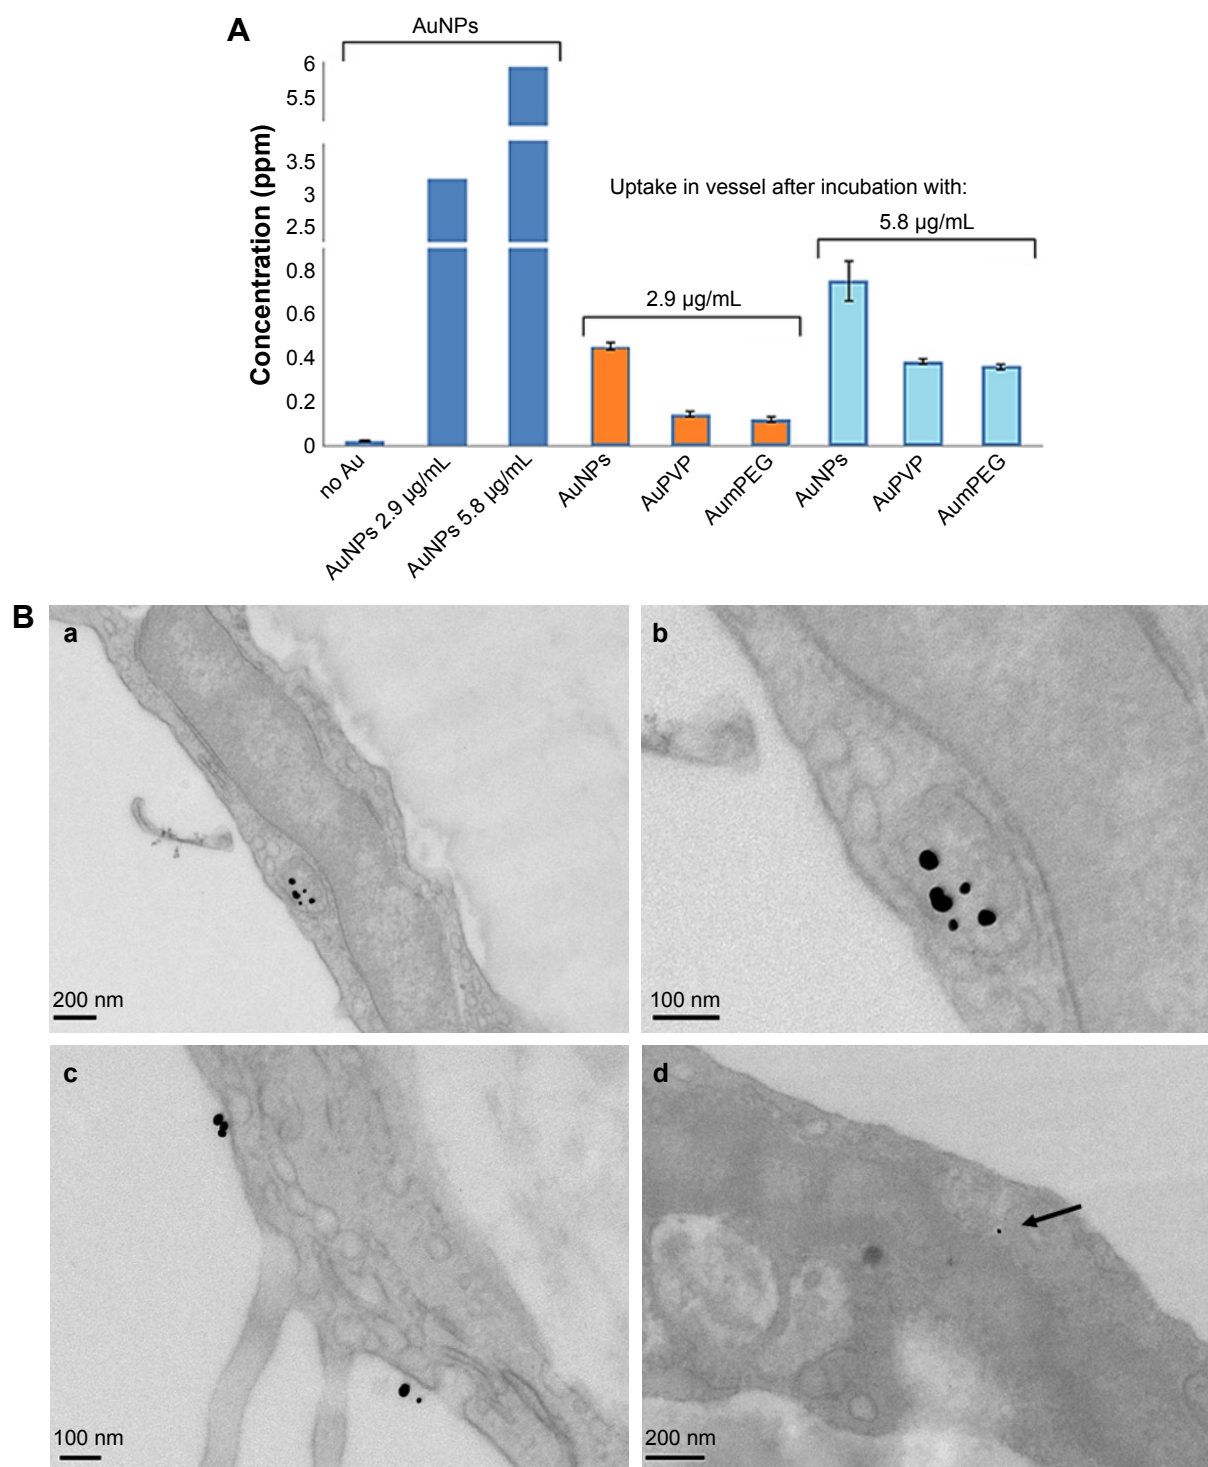 A
AuNPs
Concentration (ppm)
6
5.5
3.5
3
2.5
0.8
0.6
0.4
0.2
0
Uptake in vessel after incubation with:
5.8 µg/mL
2.9 µg/mL
no Au
AuNPs 2.9 µg/mL
AuNPs 5.8 µg/mL
AuNPs
AuPVP
AumPEG
AuNPs
AuPVP
AumPEG
B
a
200 nm
b
100 nm
c
100 nm
d
200 nm